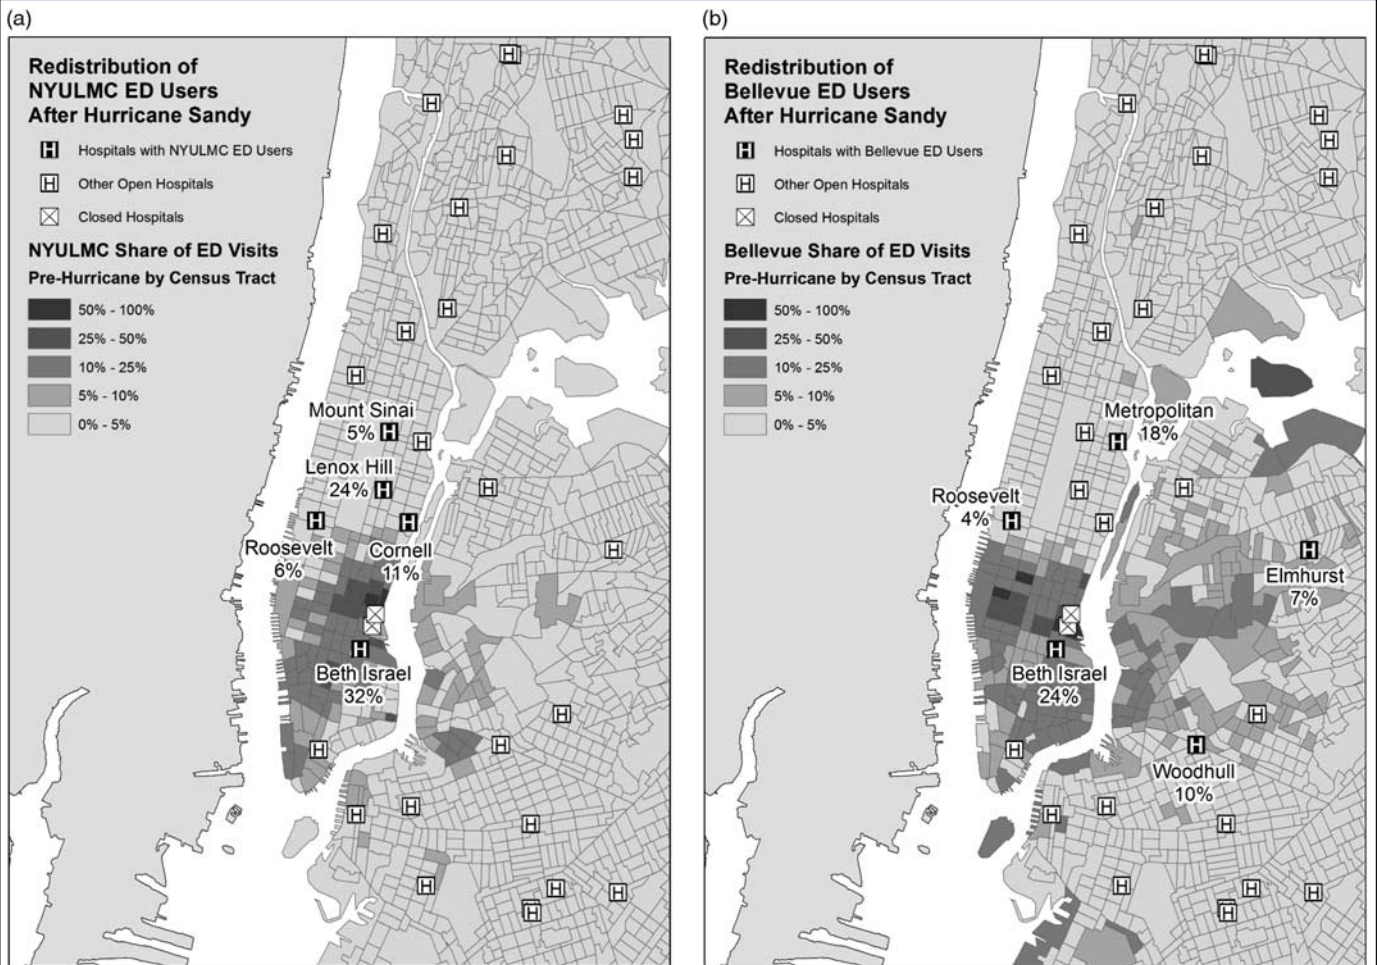 (a)
Redistribution of
NYULMC ED Users
After Hurricane Sandy
H Hospitals with NYULMC ED Users
H Other Open Hospitals
Closed Hospitals
NYULMC Share of ED Visits
Pre-Hurricane by Census Tract
50% - 100%
25% - 50%
10% - 25%
5% - 10%
0% - 5%
Mount Sinai
5%
Lenox Hill
24%
Roosevelt
6%
Cornell
11%
Beth Israel
32%
(b)
Redistribution of
Bellevue ED Users
After Hurricane Sandy
H Hospitals with Bellevue ED Users
H Other Open Hospitals
Closed Hospitals
Bellevue Share of ED Visits
Pre-Hurricane by Census Tract
50% - 100%
25% - 50%
10% - 25%
5% - 10%
0% - 5%
Metropolitan
18%
Roosevelt
4%
Elmhurst
7%
Beth Israel
24%
Woodhull
10%